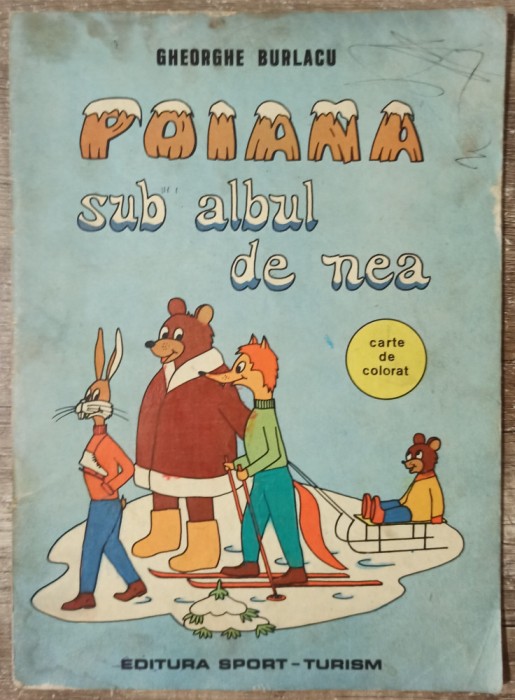 GHEORGHE BURLACU
POIANA
sub albul
de nea
carte
de
colorat
EDITURA SPORT-TURISM